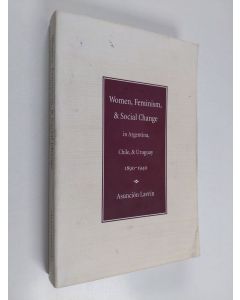 Women, Feminism,
& Social Change
in Argentina,
Chile, & Uruguay
1890–1940
Asunción Lavrin